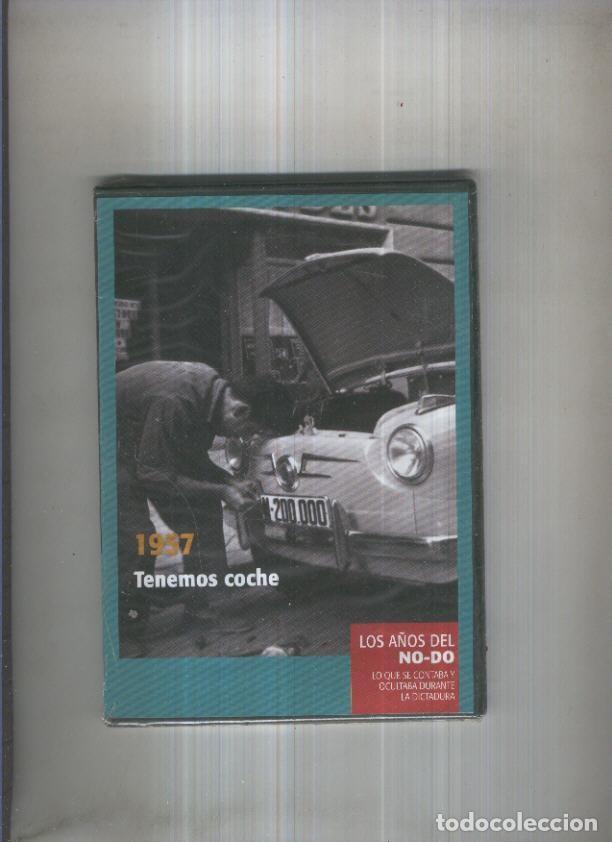 M-200.000
1957
Tenemos coche
LOS AÑOS DEL
NO-DO
LO QUE SE CONTABA Y
OCULTABA DURANTE
LA DICTADURA
todocoleccion